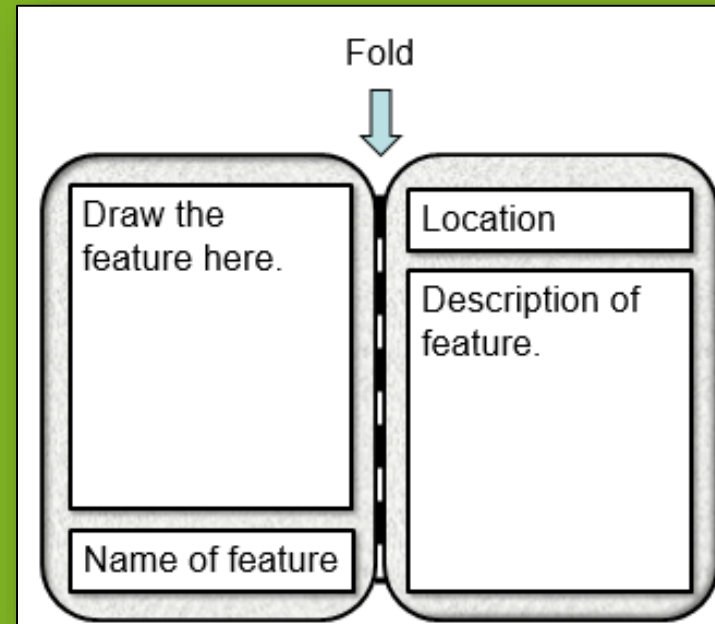 Fold
Draw the
feature here.
Name of feature
Location
Description of
feature.